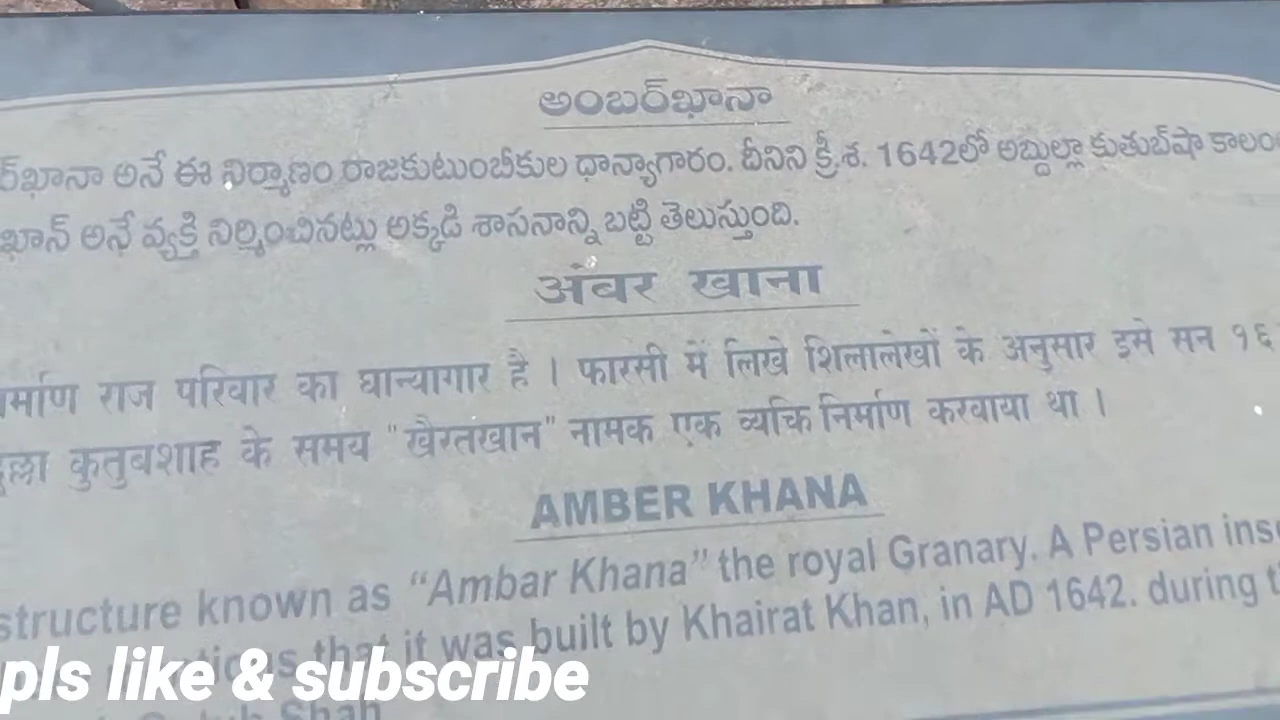 అంబర్‌ఖానా
ర్‌ఖానా అనే ఈ నిర్మాణం రాజకుటుంబీకుల ధాన్యాగారం. దీనిని క్రీ.శ. 1642లో అబ్దుల్లా కుతుబ్‌షా కాలం
ఖాన్ అనే వ్యక్తి నిర్మించినట్లు అక్కడి శాసనాన్ని బట్టి తెలుస్తుంది.
अंबर खाना
र्माण राज परिवार का धान्यागार है । फारसी में लिखे शिलालेखों के अनुसार इसे सन १६
कुतुबशाह के समय "खैरतखान" नामक एक व्यक्ति निर्माण करवाया था ।
AMBER KHANA
structure known as “Ambar Khana” the royal Granary. A Persian ins
that it was built by Khairat Khan, in AD 1642. during t
Shah
pls like & subscribe